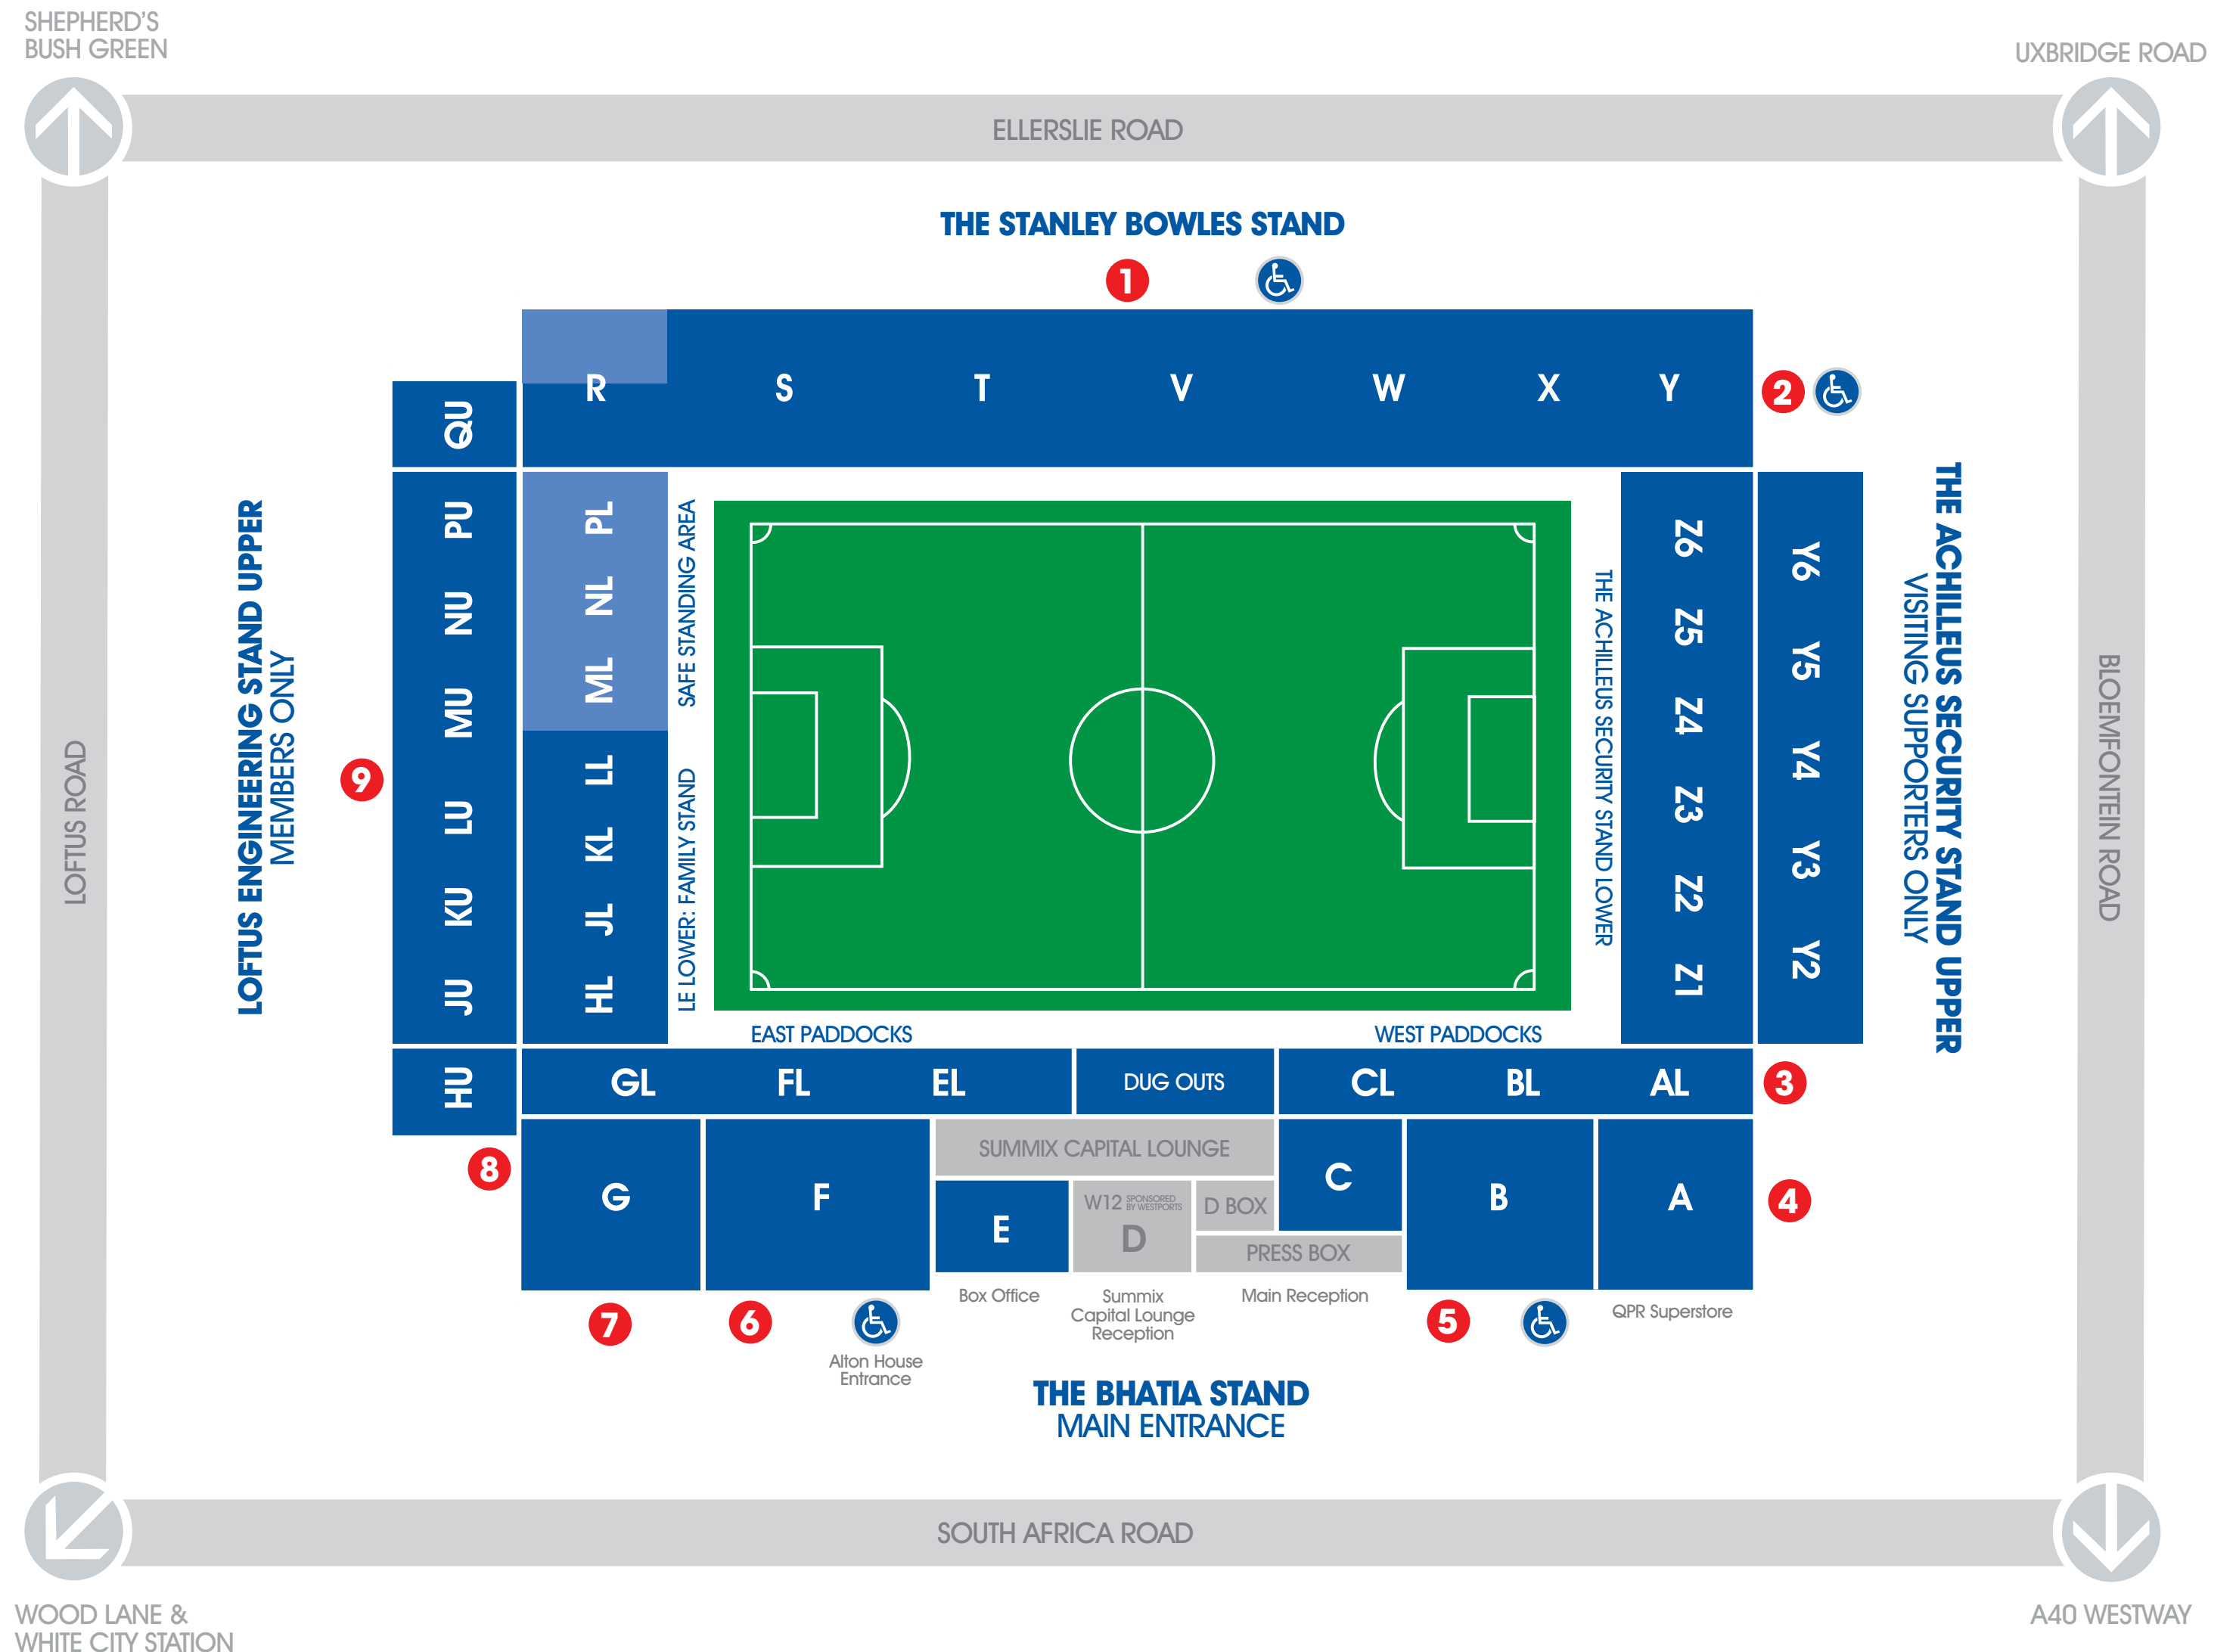 SHEPHERD'S
BUSH GREEN
UXBRIDGE ROAD
ELLERSLIE ROAD
THE STANLEY BOWLES STAND
1
R S T V W X Y
2
QU
PU
NU
MU
LU
KU
JU
HU
PL
NL
ML
LL
KL
JL
HL
SAFE STANDING AREA
LE LOWER: FAMILY STAND
LOFTUS ENGINEERING STAND UPPER
MEMBERS ONLY
9
LOFTUS ROAD
THE ACHILLEUS SECURITY STAND LOWER
Z6
Z5
Z4
Z3
Z2
Z1
Y6
Y5
Y4
Y3
Y2
THE ACHILLEUS SECURITY STAND UPPER
VISITING SUPPORTERS ONLY
BLOEMFONTEIN ROAD
EAST PADDOCKS
WEST PADDOCKS
GL FL EL DUG OUTS CL BL AL
3
8
SUMMIX CAPITAL LOUNGE
G F E
W12 SPONSORED
BY WESTPORTS
D
D BOX
PRESS BOX
C B A
4
Box Office
Summix
Capital Lounge
Reception
Main Reception
QPR Superstore
7
6
5
Alton House
Entrance
THE BHATIA STAND
MAIN ENTRANCE
SOUTH AFRICA ROAD
WOOD LANE &
WHITE CITY STATION
A40 WESTWAY